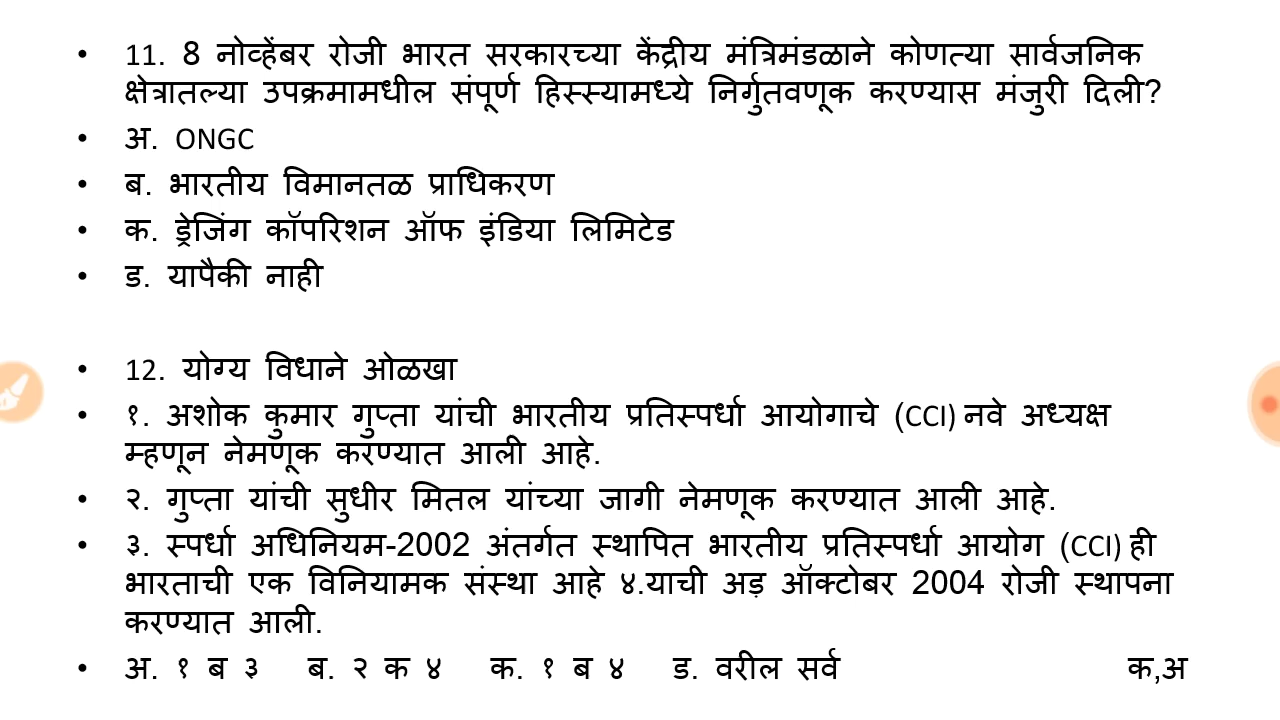 • 11. 8 नोव्हेंबर रोजी भारत सरकारच्या केंद्रीय मंत्रिमंडळाने कोणत्या सार्वजनिक
क्षेत्रातल्या उपक्रमामधील संपूर्ण हिस्स्यामध्ये निर्गुतवणूक करण्यास मंजुरी दिली?
• अ. ONGC
• ब. भारतीय विमानतळ प्राधिकरण
• क. ड्रेजिंग कॉर्पोरेशन ऑफ इंडिया लिमिटेड
• ड. यापैकी नाही
• 12. योग्य विधाने ओळखा
• १. अशोक कुमार गुप्ता यांची भारतीय प्रतिस्पर्धा आयोगाचे (CCI) नवे अध्यक्ष
म्हणून नेमणूक करण्यात आली आहे.
• २. गुप्ता यांची सुधीर मितल यांच्या जागी नेमणूक करण्यात आली आहे.
• ३. स्पर्धा अधिनियम-2002 अंतर्गत स्थापित भारतीय प्रतिस्पर्धा आयोग (CCI) ही
भारताची एक विनियामक संस्था आहे ४.याची अड़ ऑक्टोबर 2004 रोजी स्थापना
करण्यात आली.
• अ. १ ब ३ ब. २ क ४ क. १ ब ४ ड. वरील सर्व क,अ